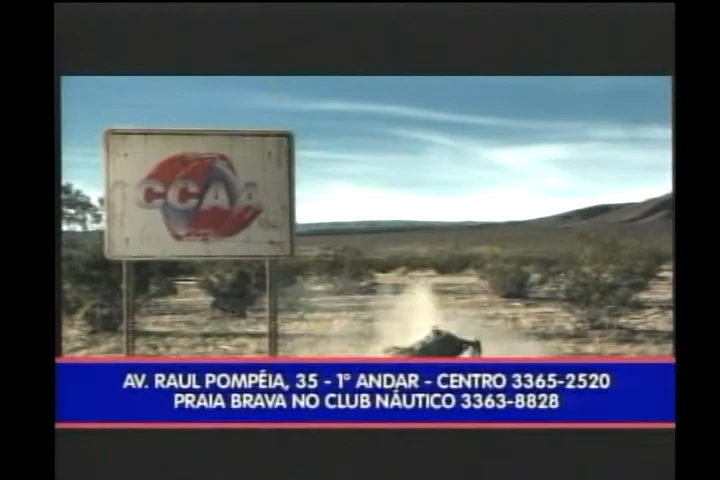 CCAA
AV. RAUL POMPÉIA, 35 - 1º ANDAR - CENTRO 3365-2520
PRAIA BRAVA NO CLUB NÁUTICO 3363-8828